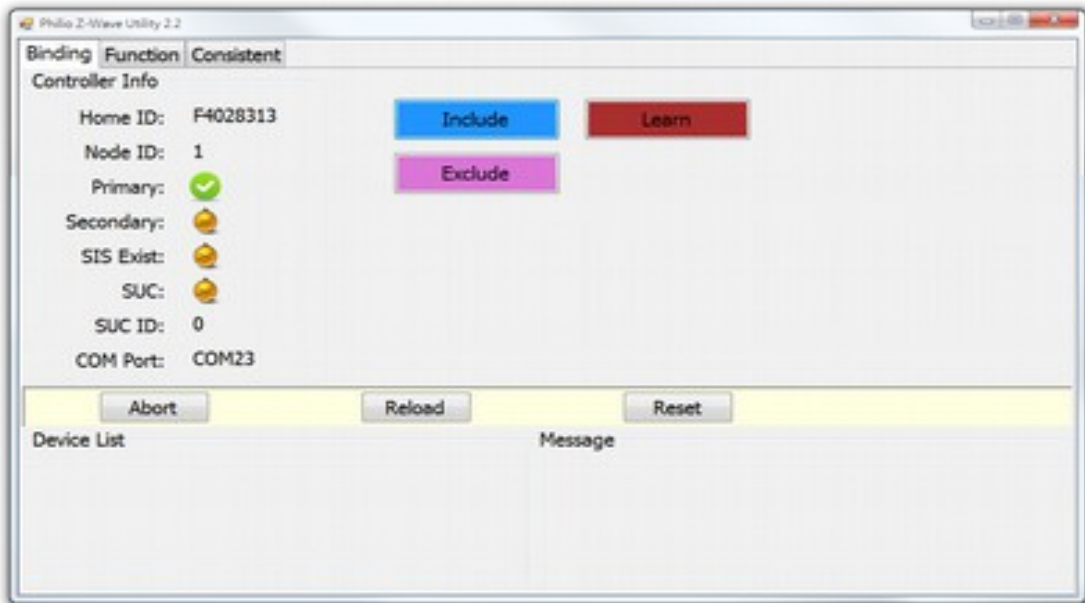 Philio Z-Wave Utility 2.2
Binding Function Consistent
Controller Info
Home ID: F4028313
Include
Learn
Node ID: 1
Exclude
Primary:
Secondary:
SIS Exist:
SUC:
SUC ID: 0
COM Port: COM23
Abort Reload Reset
Device List
Message